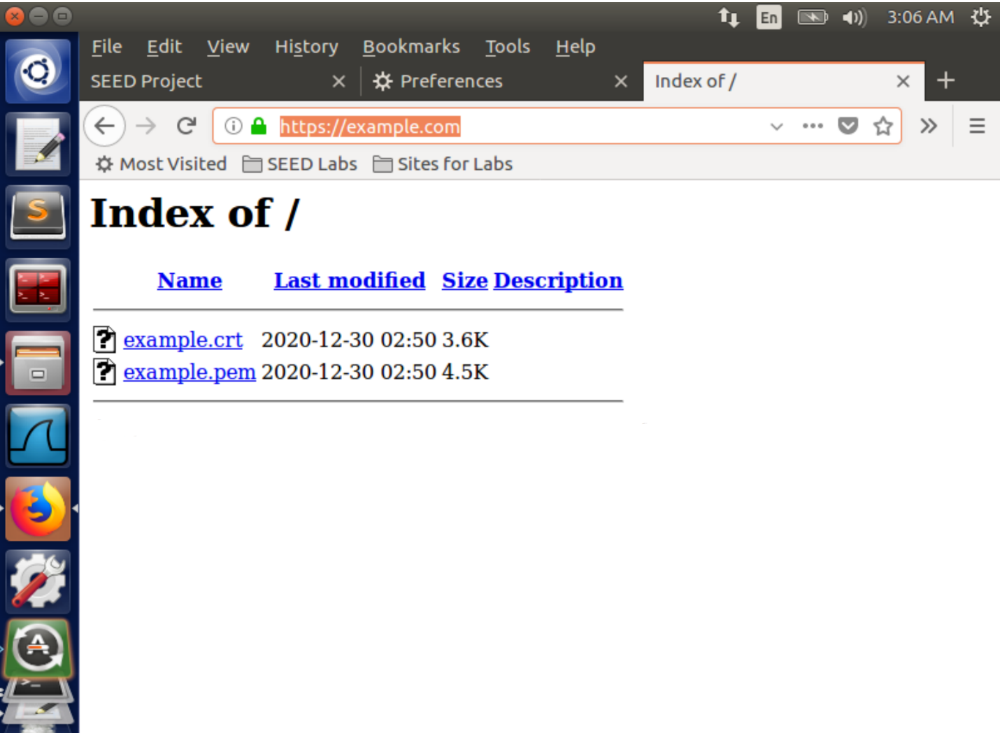 En 3:06 AM
File Edit View History Bookmarks Tools Help
SEED Project Preferences Index of /
https://example.com
Most Visited SEED Labs Sites for Labs
Index of /
Name Last modified Size Description
example.crt 2020-12-30 02:50 3.6K
example.pem 2020-12-30 02:50 4.5K